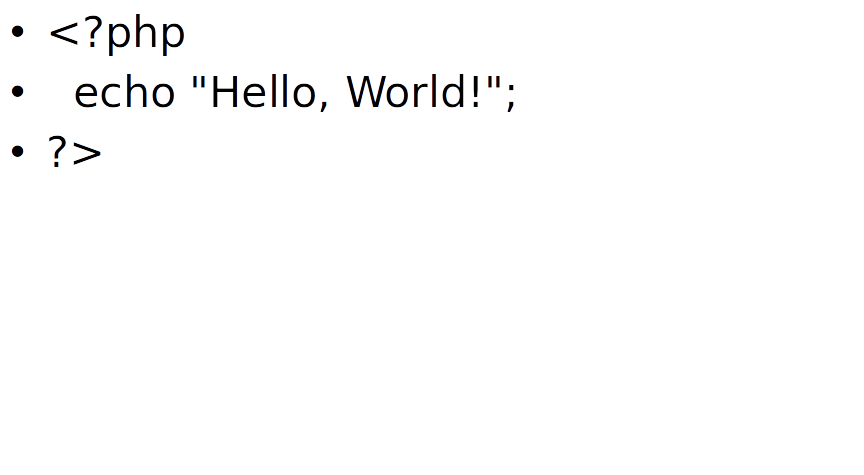 • <?php
•   echo "Hello, World!";
• ?>